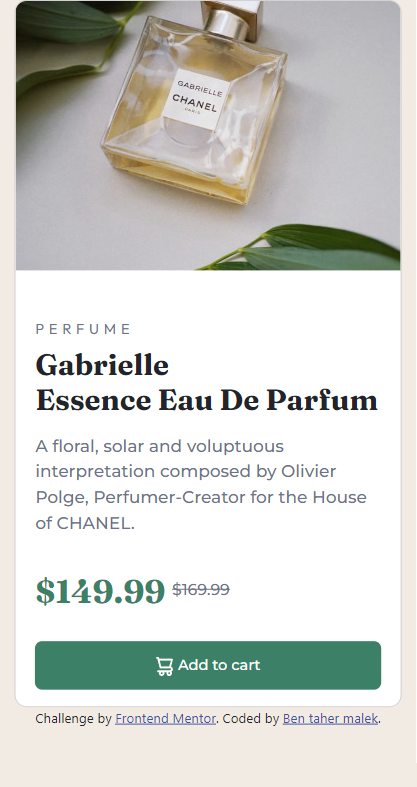 GABRIELLE
CHANEL
PARIS
PERFUME
Gabrielle
Essence Eau De Parfum
A floral, solar and voluptuous
interpretation composed by Olivier
Polge, Perfumer-Creator for the House
of CHANEL.
$149.99 $169.99
Add to cart
Challenge by Frontend Mentor. Coded by Ben taher malek.